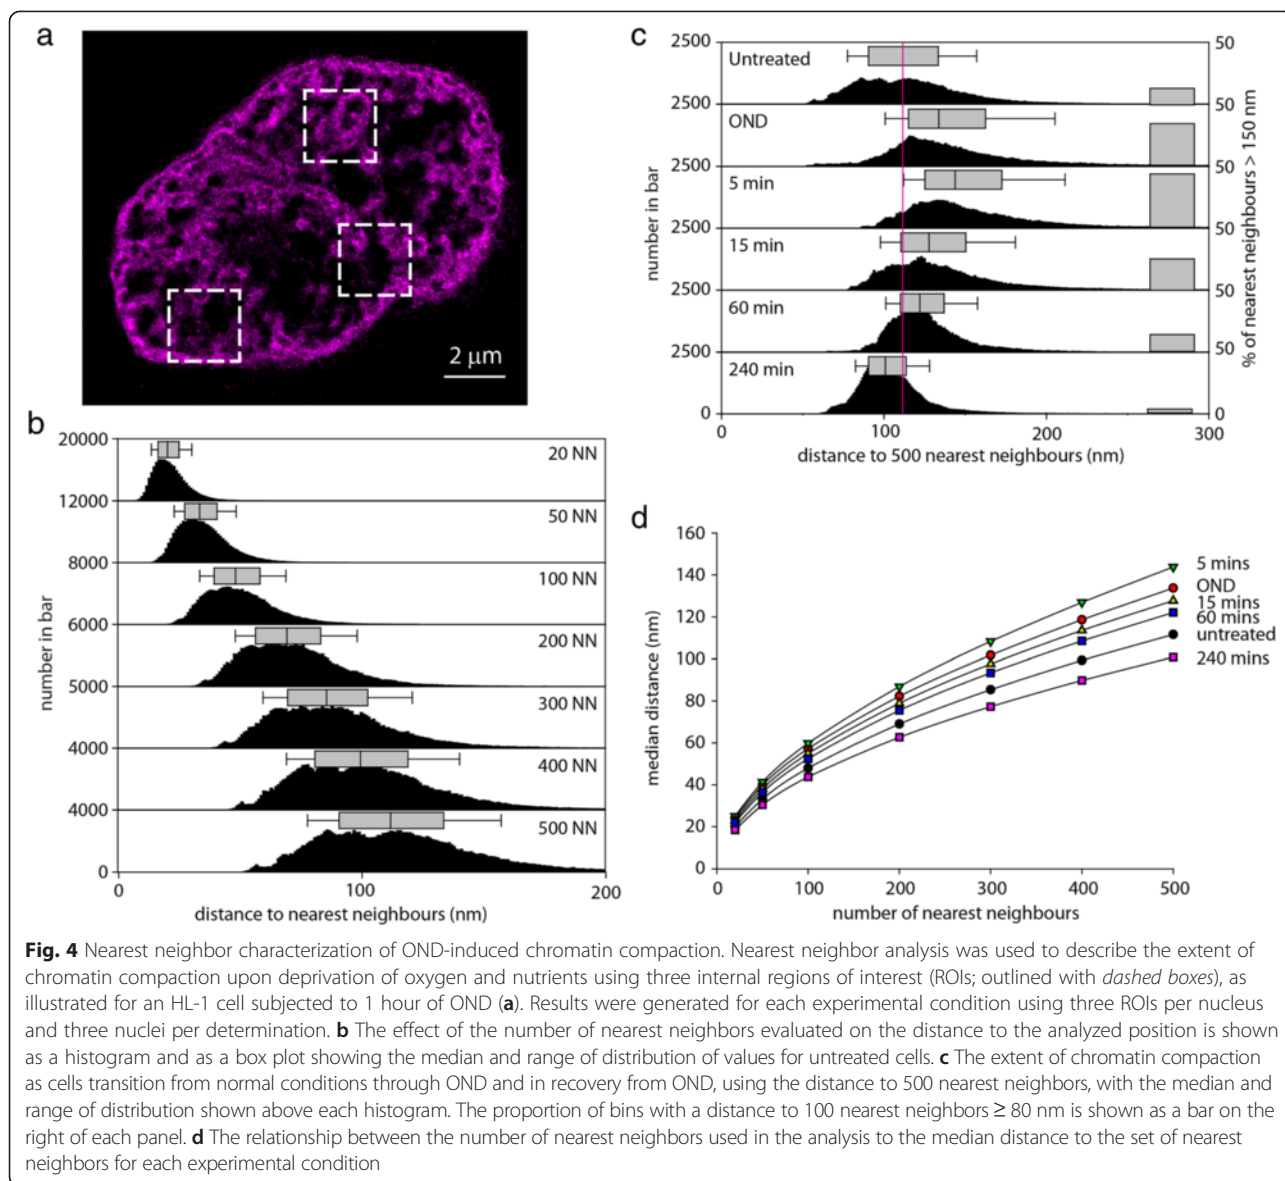 a
2 μm
b
20000
20 NN
12000
50 NN
8000
100 NN
6000
200 NN
5000
300 NN
4000
400 NN
4000
500 NN
0
0
100
200
number in bar
distance to nearest neighbours (nm)
c
2500
50
Untreated
2500
50
OND
2500
50
5 min
2500
50
15 min
2500
50
60 min
2500
50
240 min
0
0
0
100
200
300
number in bar
% of nearest neighbours > 150 nm
distance to 500 nearest neighbours (nm)
d
160
140
120
100
80
60
40
20
0
0
100
200
300
400
500
median distance (nm)
number of nearest neighbours
5 mins
OND
15 mins
60 mins
untreated
240 mins
Fig. 4 Nearest neighbor characterization of OND-induced chromatin compaction. Nearest neighbor analysis was used to describe the extent of
chromatin compaction upon deprivation of oxygen and nutrients using three internal regions of interest (ROIs; outlined with dashed boxes), as
illustrated for an HL-1 cell subjected to 1 hour of OND (a). Results were generated for each experimental condition using three ROIs per nucleus
and three nuclei per determination. b The effect of the number of nearest neighbors evaluated on the distance to the analyzed position is shown
as a histogram and as a box plot showing the median and range of distribution of values for untreated cells. c The extent of chromatin compaction
as cells transition from normal conditions through OND and in recovery from OND, using the distance to 500 nearest neighbors, with the median and
range of distribution shown above each histogram. The proportion of bins with a distance to 100 nearest neighbors ≥ 80 nm is shown as a bar on the
right of each panel. d The relationship between the number of nearest neighbors used in the analysis to the median distance to the set of nearest
neighbors for each experimental condition